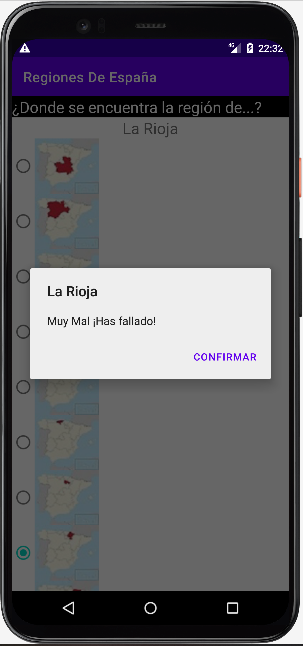 22:32
Regiones De España
¿Donde se encuentra la región de...?
La Rioja
La Rioja
Muy Mal ¡Has fallado!
CONFIRMAR